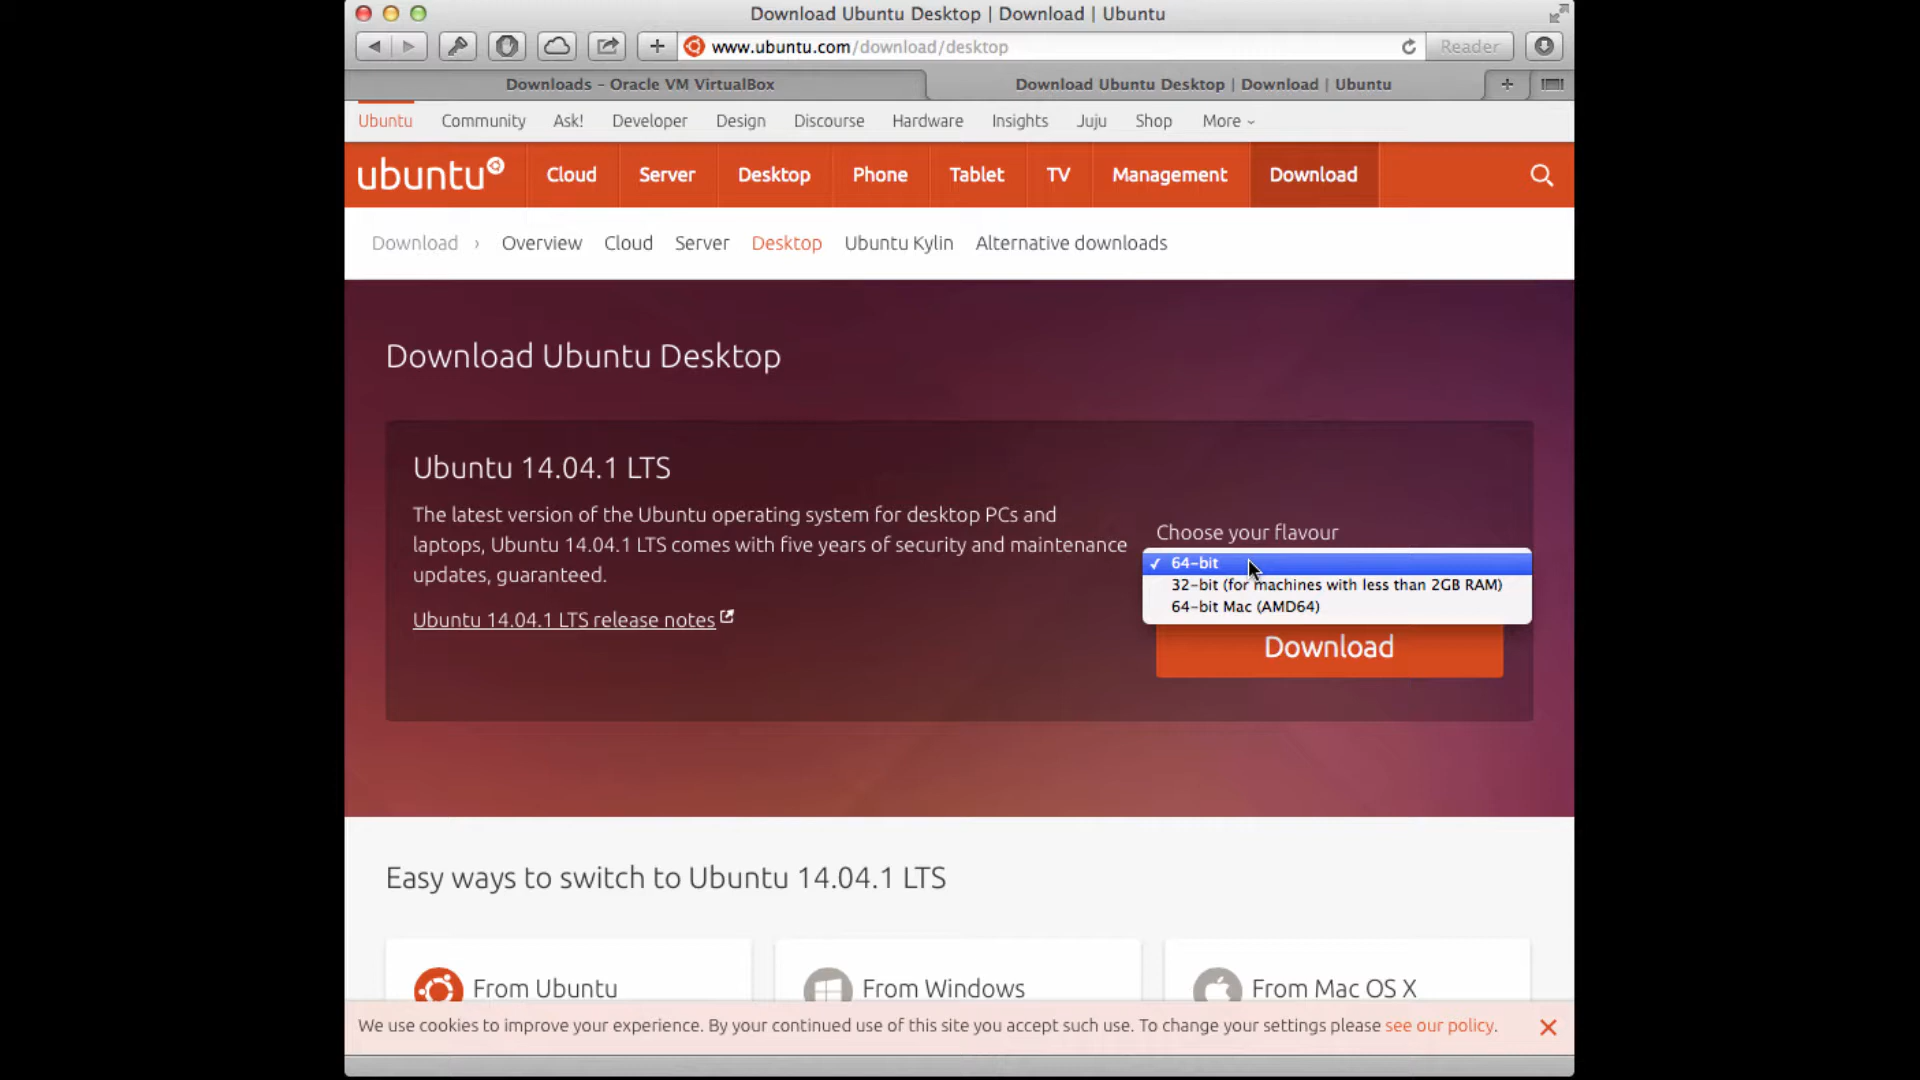 Download Ubuntu Desktop | Download | Ubuntu
www.ubuntu.com/download/desktop
Reader
Downloads – Oracle VM VirtualBox
Download Ubuntu Desktop | Download | Ubuntu
Ubuntu Community Ask! Developer Design Discourse Hardware Insights Juju Shop More
ubuntu Cloud Server Desktop Phone Tablet TV Management Download
Download › Overview Cloud Server Desktop Ubuntu Kylin Alternative downloads
Download Ubuntu Desktop
Ubuntu 14.04.1 LTS
The latest version of the Ubuntu operating system for desktop PCs and
laptops, Ubuntu 14.04.1 LTS comes with five years of security and maintenance
updates, guaranteed.
Ubuntu 14.04.1 LTS release notes
Choose your flavour
✓ 64-bit
32-bit (for machines with less than 2GB RAM)
64-bit Mac (AMD64)
Download
Easy ways to switch to Ubuntu 14.04.1 LTS
From Ubuntu
From Windows
From Mac OS X
We use cookies to improve your experience. By your continued use of this site you accept such use. To change your settings please see our policy.